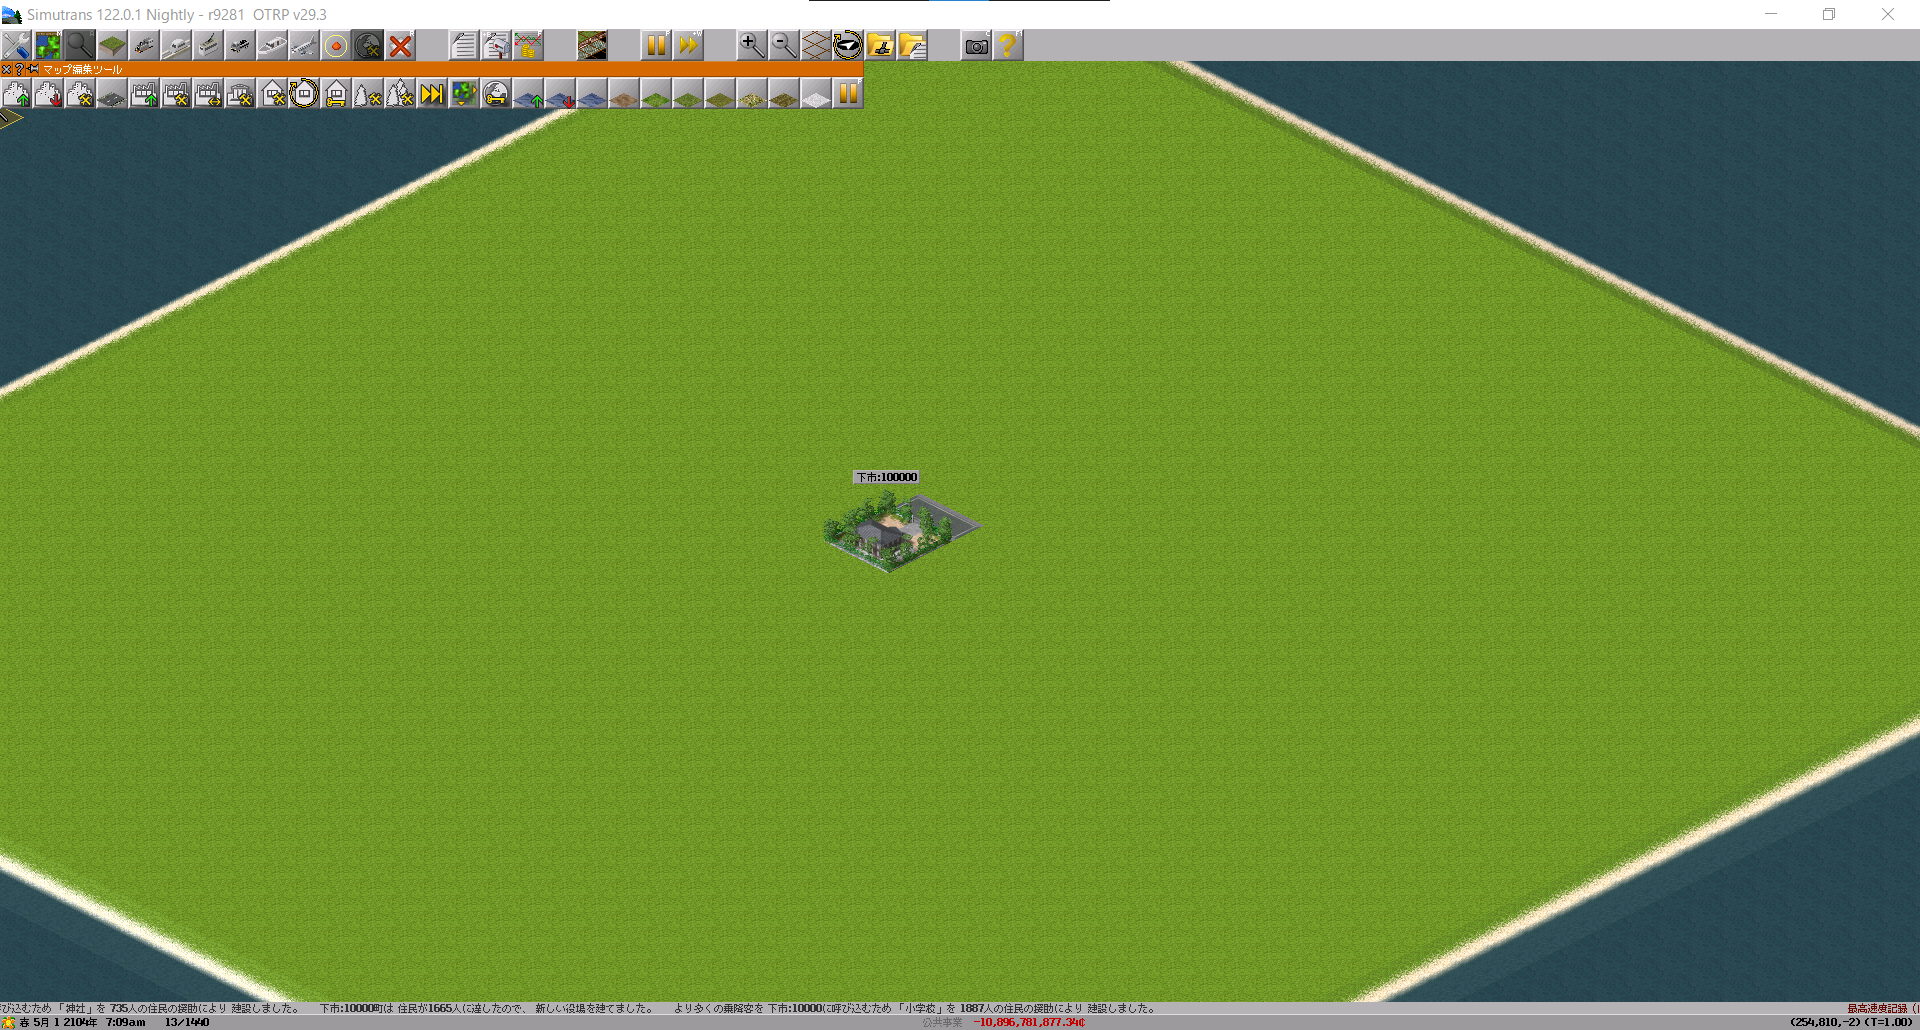 Simutrans 122.0.1 Nightly - r9281  OTRP v29.3
マップ編集ツール
下市:100000
び込むため 「神社」を 735人の住民の援助により 建設しました。 下市:10000町は 住民が1665人に達したので、 新しい役場を建てました。 より多くの乗降客を 下市:10000に呼び込むため 「小学校」を 1887人の住民の援助により 建設しました。 最高速度記録
春 5月 1 2104年 7:09am 13/1440 公共事業 -10,896,781,877.34¢ (254,810,-2) (T=1.00)